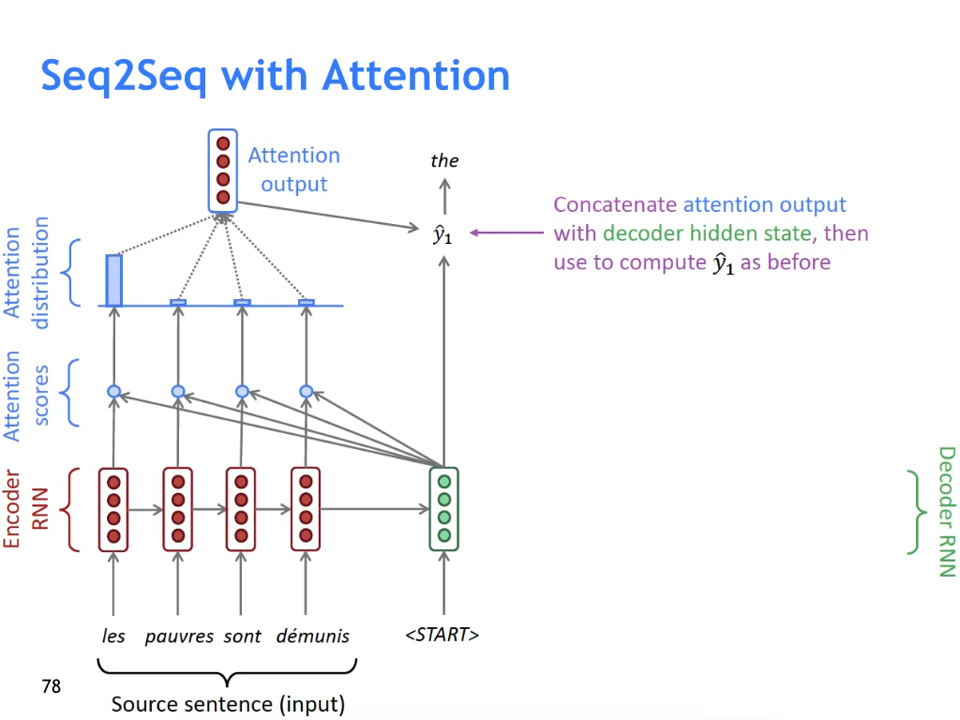 Seq2Seq with Attention
Attention
output
the
ŷ₁
Concatenate attention output
with decoder hidden state, then
use to compute ŷ₁ as before
Attention
distribution
Attention
scores
Encoder
RNN
Decoder RNN
les pauvres sont démunis <START>
78
Source sentence (input)